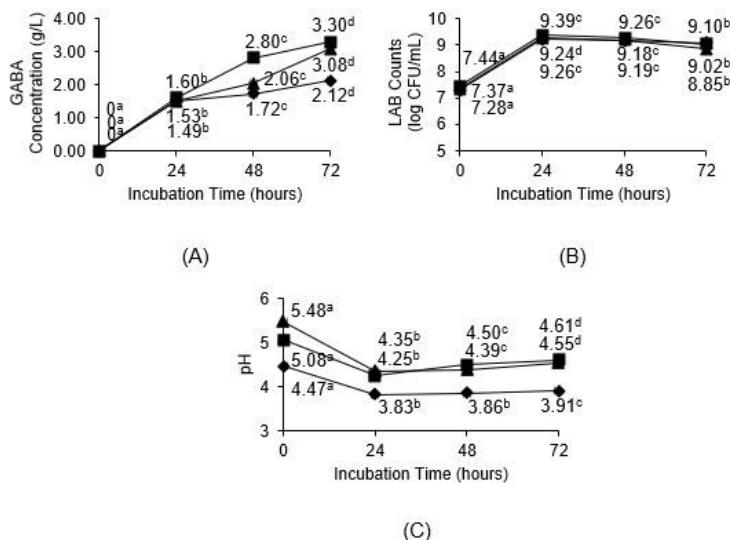 4.00
3.00
2.00
1.00
0.00
GABA
Concentration (g/L)
0ᵃ
0ᵃ
0ᵃ
1.60ᵇ
1.53ᵇ
1.49ᵇ
2.80ᶜ
2.06ᶜ
1.72ᶜ
3.30ᵈ
3.08ᵈ
2.12ᵈ
0 24 48 72
Incubation Time (hours)
(A)
10
9
8
7
6
5
LAB Counts
(log CFU/mL)
7.44ᵃ
7.37ᵃ
7.28ᵃ
9.39ᶜ
9.24ᵈ
9.26ᶜ
9.26ᶜ
9.18ᶜ
9.19ᶜ
9.10ᵇ
9.02ᵇ
8.85ᵇ
0 24 48 72
Incubation Time (hours)
(B)
6
5
4
3
pH
5.48ᵃ
5.08ᵃ
4.47ᵃ
4.35ᵇ
4.25ᵇ
3.83ᵇ
4.50ᶜ
4.39ᶜ
3.86ᵇ
4.61ᵈ
4.55ᵈ
3.91ᶜ
0 24 48 72
Incubation Time (hours)
(C)